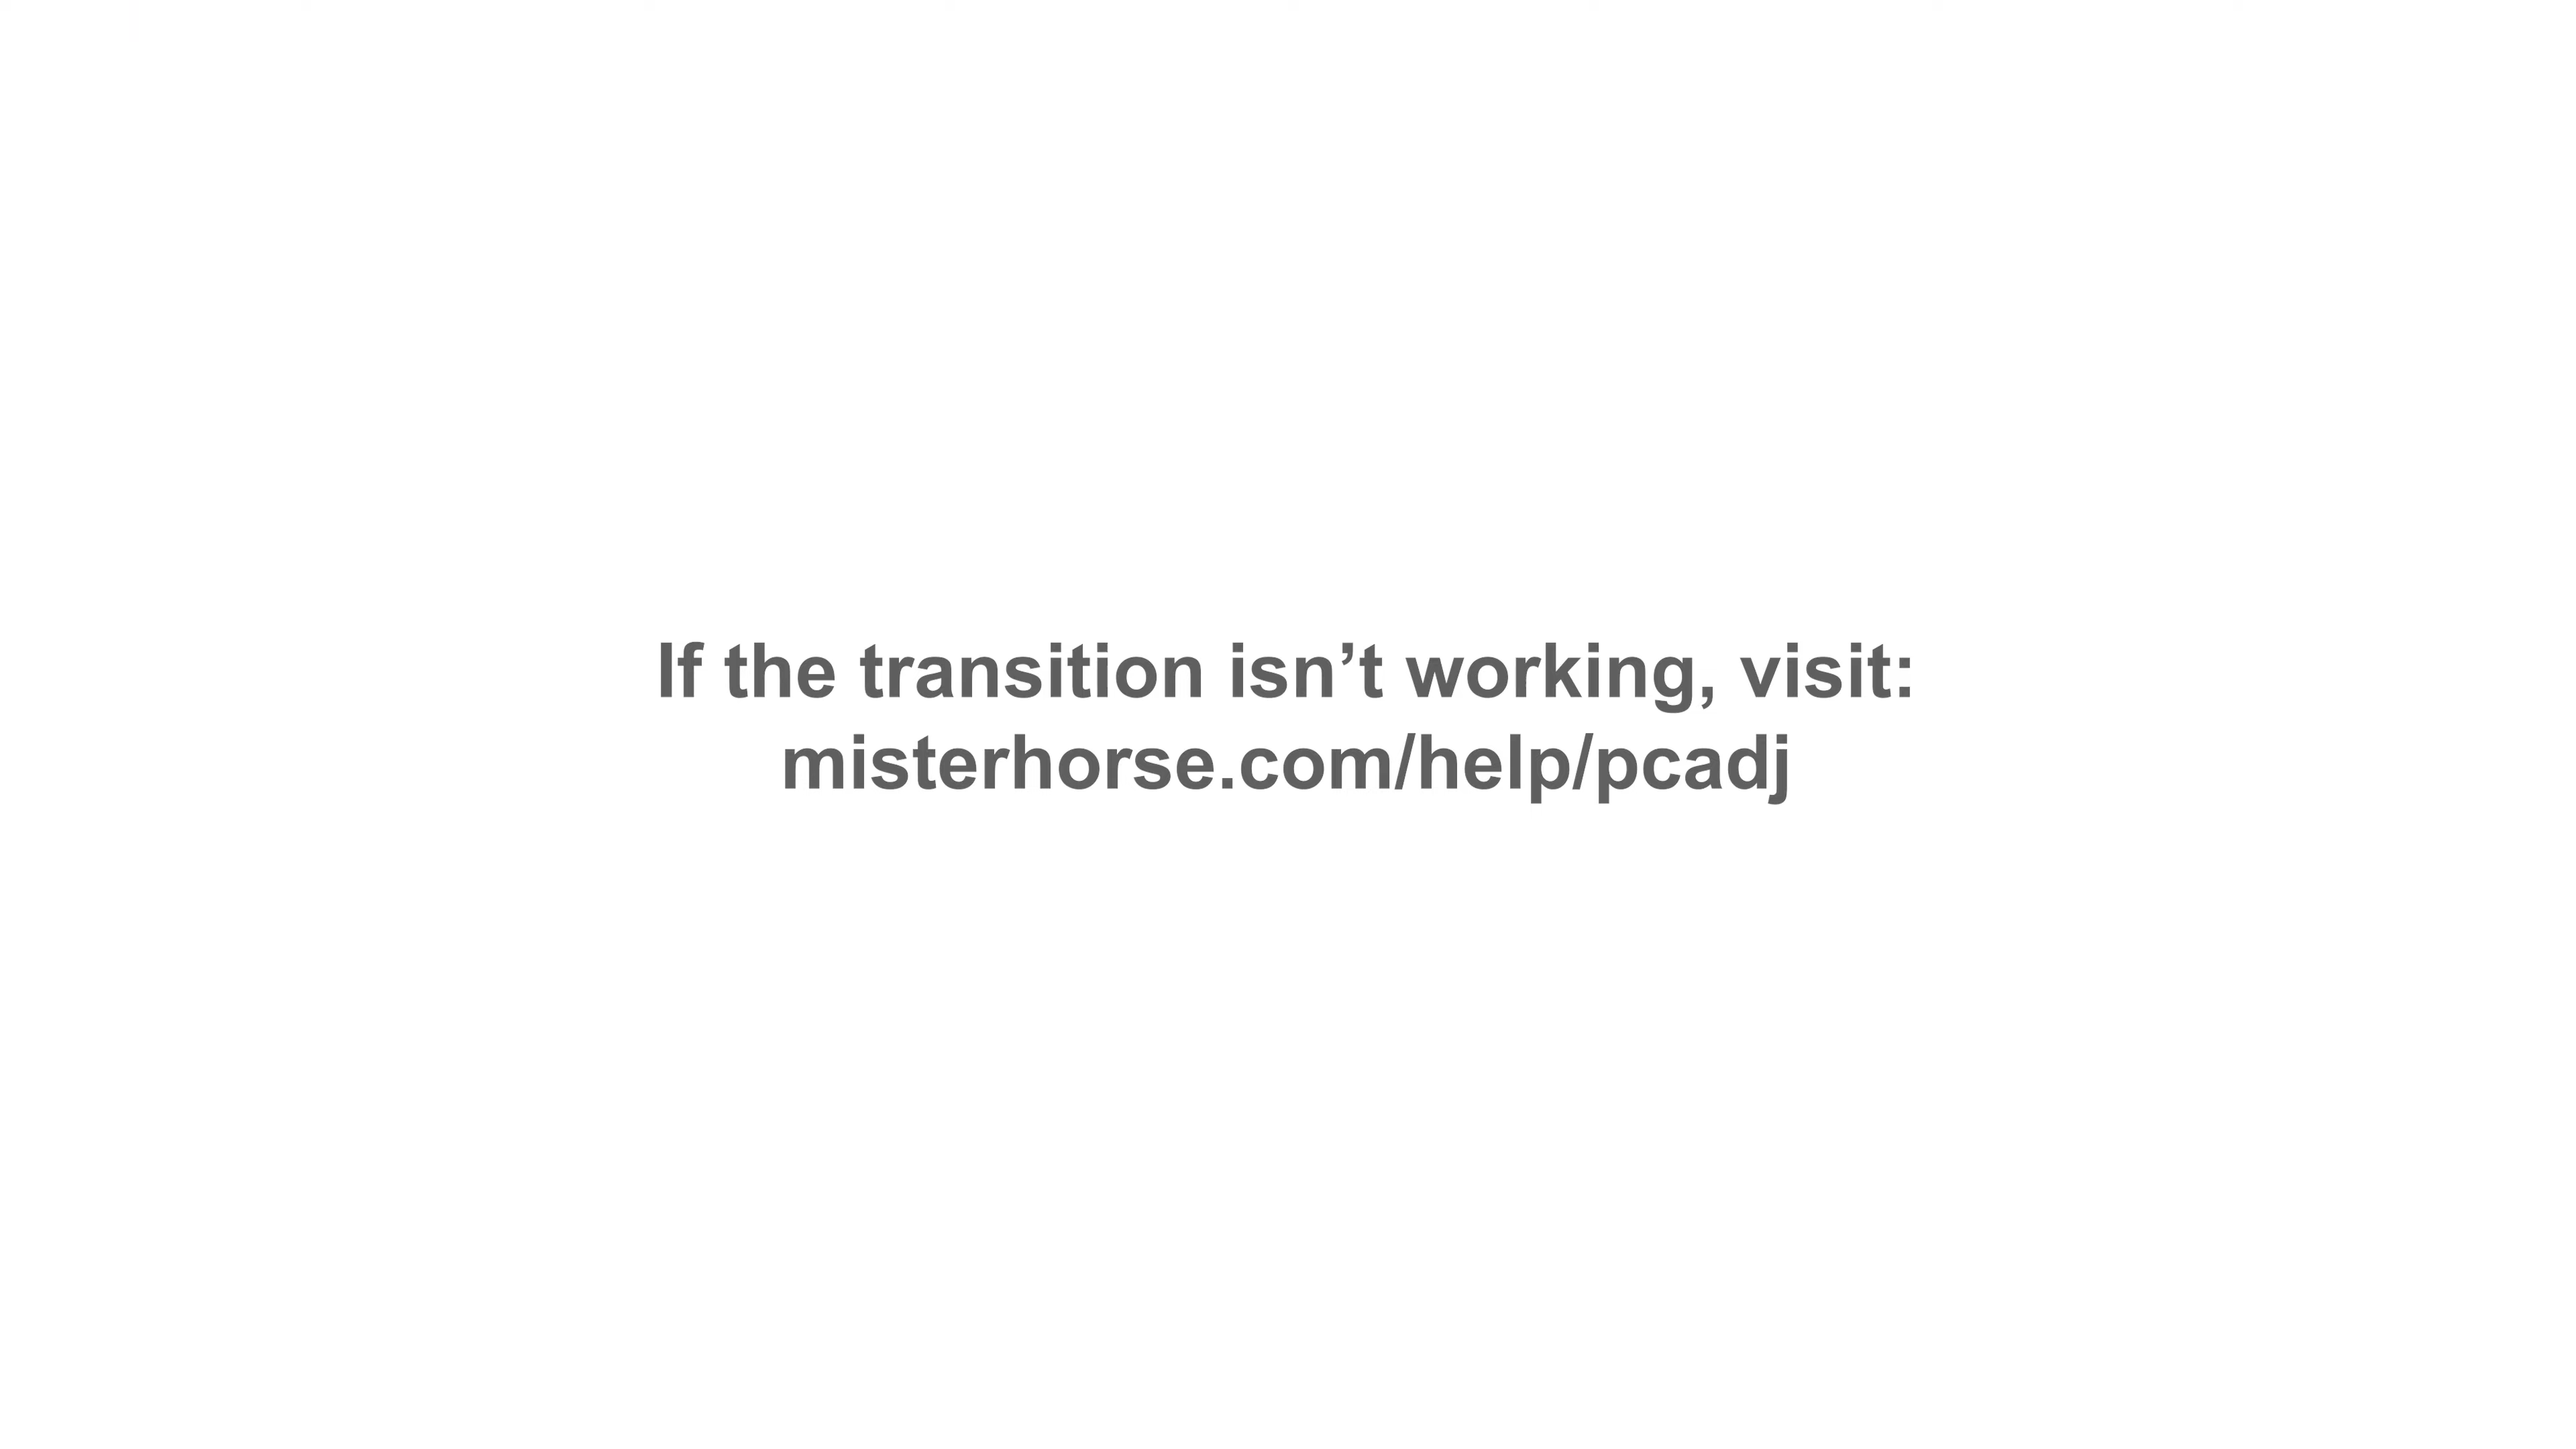 If the transition isn’t working, visit:
misterhorse.com/help/pcadj